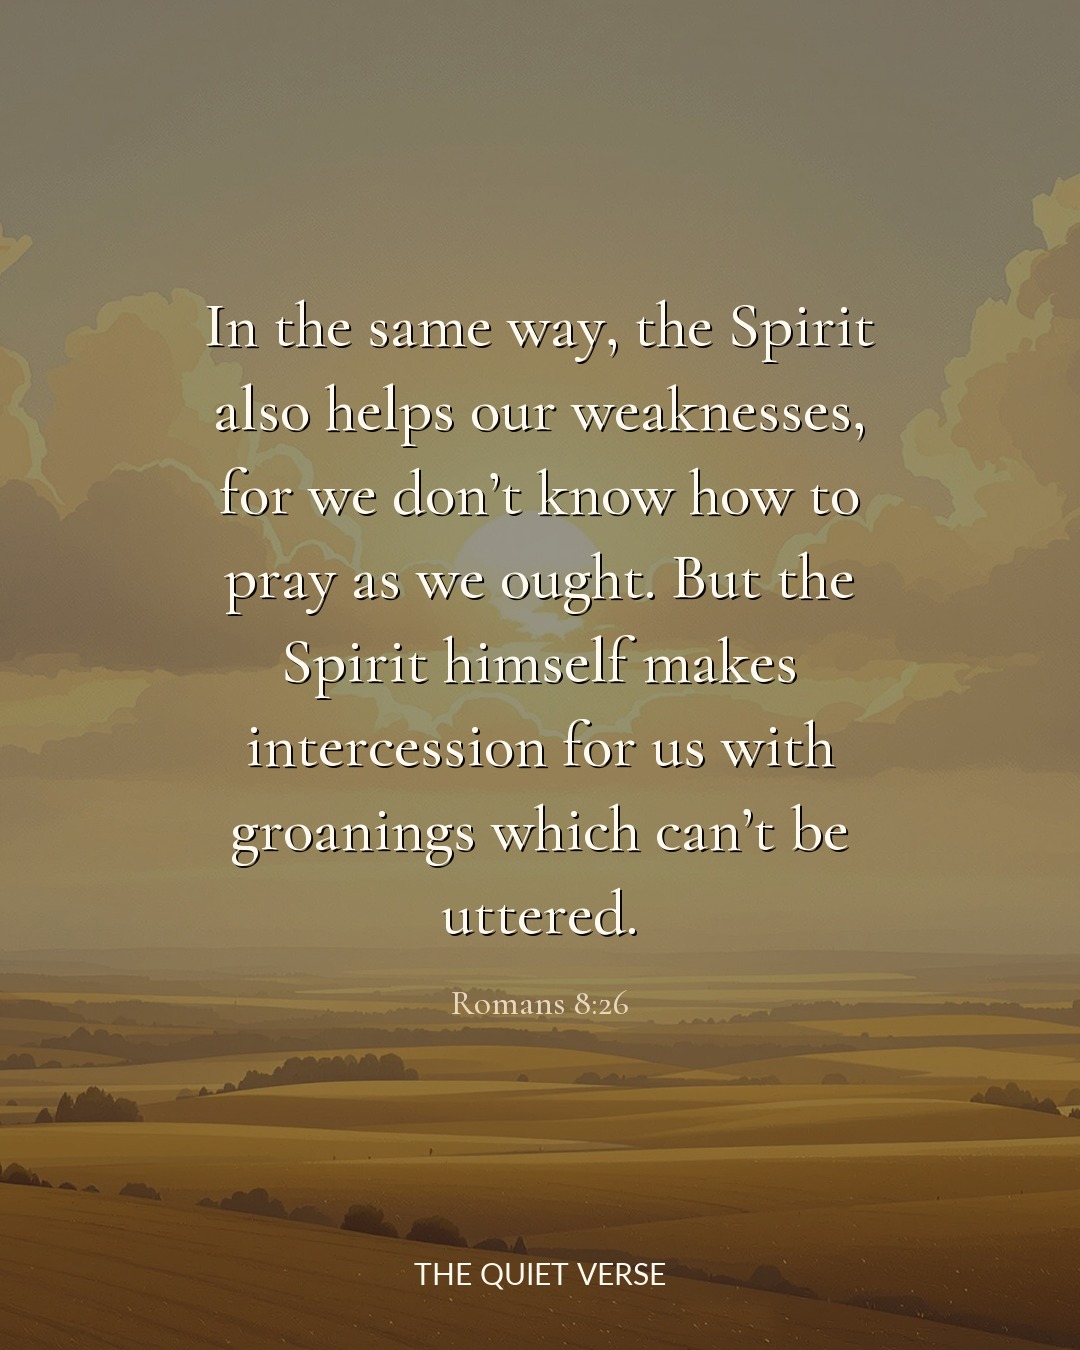 In the same way, the Spirit
also helps our weaknesses,
for we don’t know how to
pray as we ought. But the
Spirit himself makes
intercession for us with
groanings which can’t be
uttered.
Romans 8:26
THE QUIET VERSE